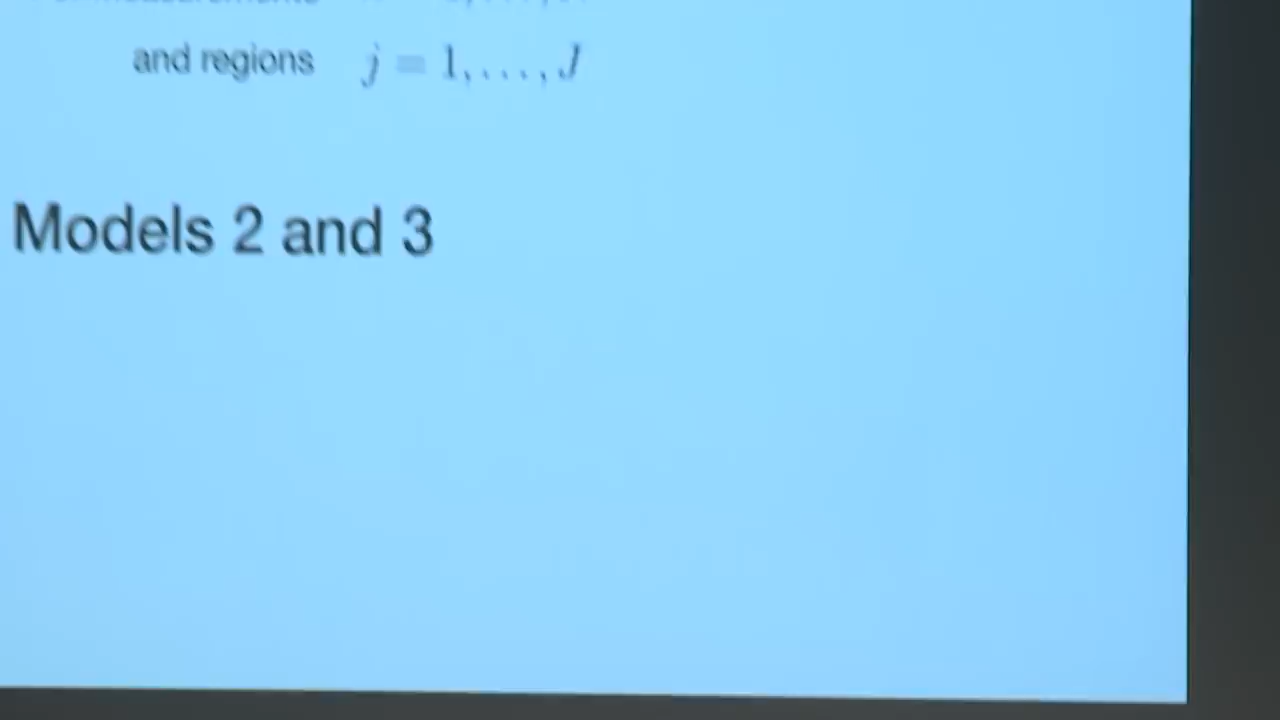 and regions j = 1, . . . , J
Models 2 and 3